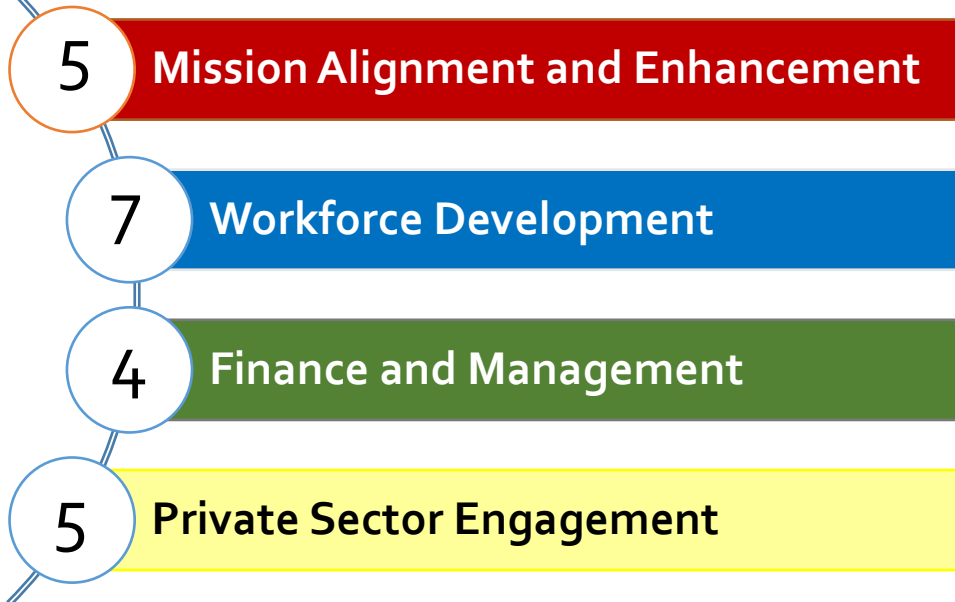 5 Mission Alignment and Enhancement
7 Workforce Development
4 Finance and Management
5 Private Sector Engagement